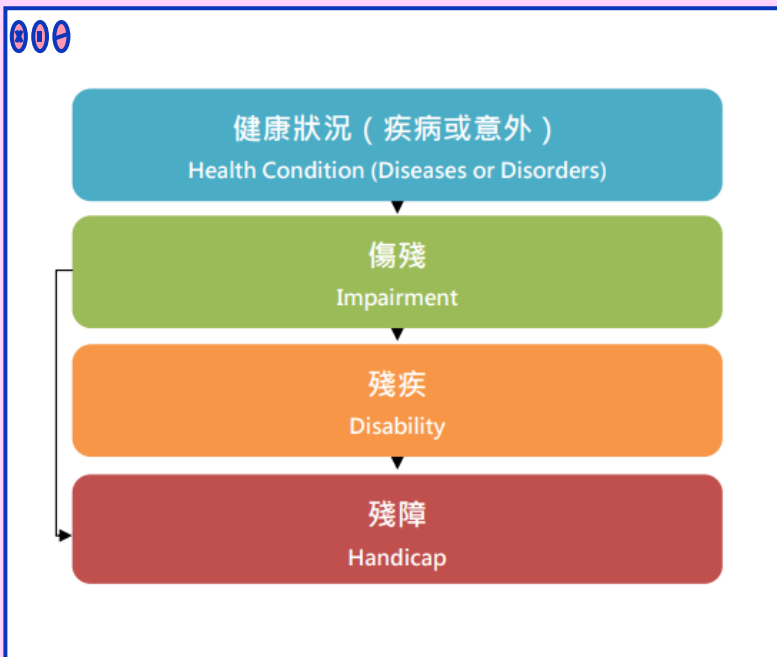 健康狀況（疾病或意外）
Health Condition (Diseases or Disorders)
傷殘
Impairment
殘疾
Disability
殘障
Handicap